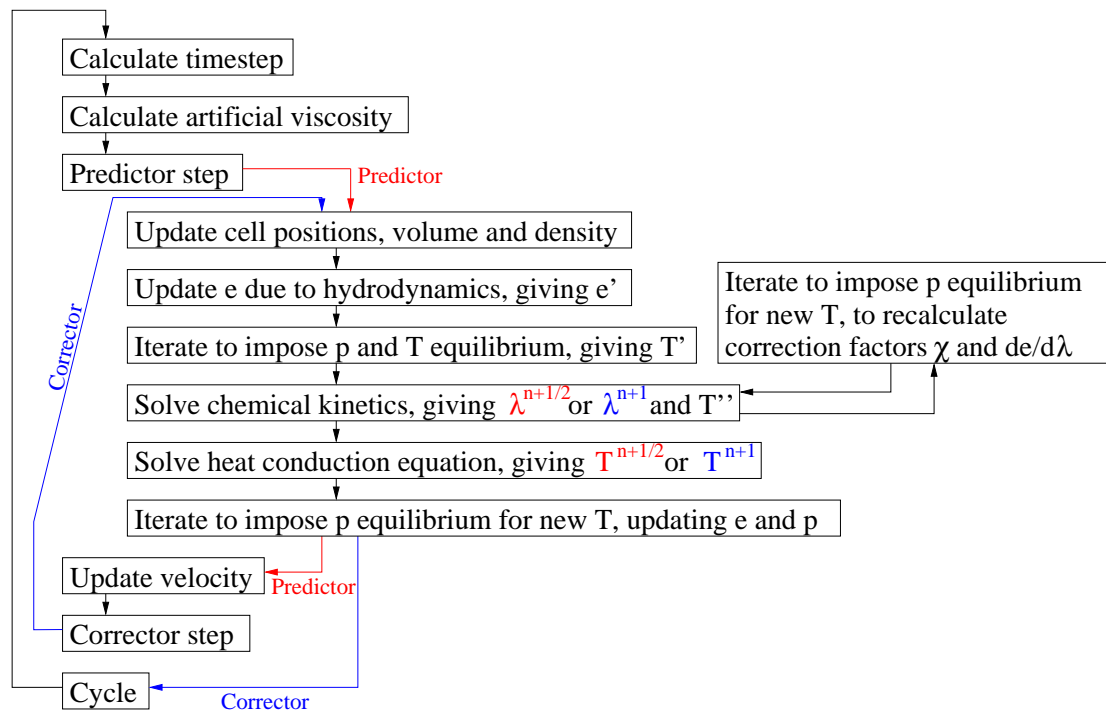 Calculate timestep
Calculate artificial viscosity
Predictor step
Predictor
Update cell positions, volume and density
Update e due to hydrodynamics, giving e’
Iterate to impose p equilibrium
for new T, to recalculate
correction factors χ and de/dλ
Corrector
Iterate to impose p and T equilibrium, giving T’
Solve chemical kinetics, giving λ^n+1/2 or λ^n+1 and T’’
Solve heat conduction equation, giving T^n+1/2 or T^n+1
Iterate to impose p equilibrium for new T, updating e and p
Update velocity
Predictor
Corrector step
Cycle
Corrector